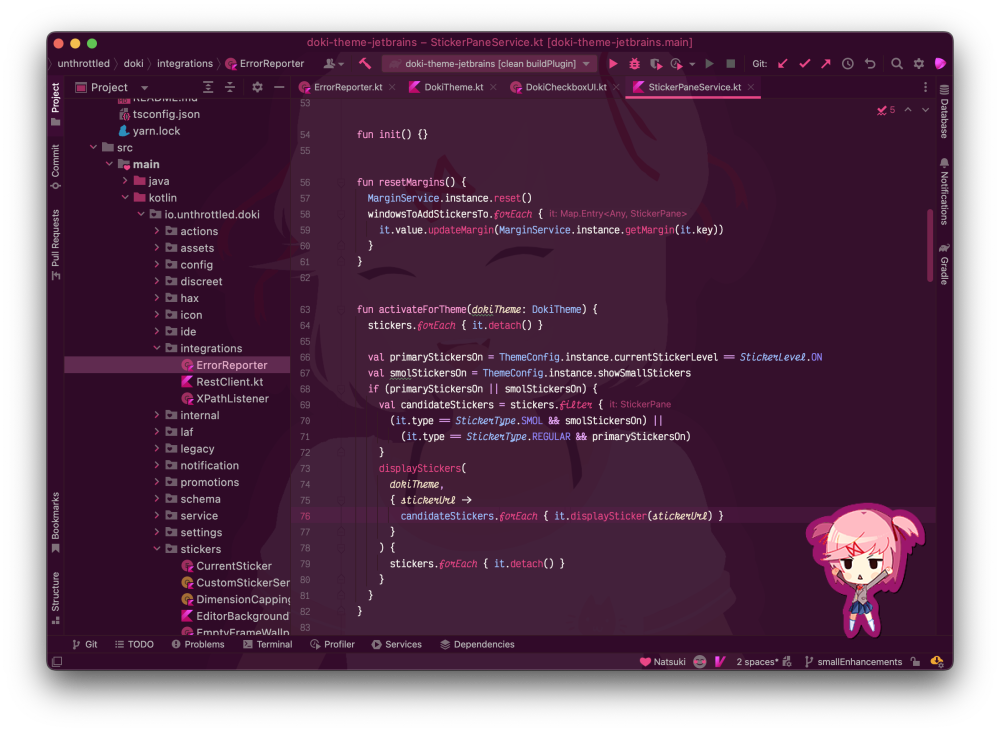 doki-theme-jetbrains – StickerPaneService.kt [doki-theme-jetbrains.main]
unthrottled doki integrations ErrorReporter doki-theme-jetbrains [clean buildPlugin] Git:
Project ErrorReporter.kt DokiTheme.kt DokiCheckboxUI.kt StickerPaneService.kt
Project
Commit
Pull Requests
Bookmarks
Structure
README.md
tsconfig.json
yarn.lock
src
main
java
kotlin
io.unthrottled.doki
actions
assets
config
discreet
hax
icon
ide
integrations
ErrorReporter
RestClient.kt
XPathListener
internal
laf
legacy
notification
promotions
schema
service
settings
stickers
CurrentSticker
CustomStickerSer
DimensionCapping
EditorBackground
EmptyFrameWallp
5
53
54 fun init() {}
55
56 fun resetMargins() {
57 MarginService.instance.reset()
58 windowsToAddStickersTo.forEach { it: Map.Entry<Any, StickerPane>
59 it.value.updateMargin(MarginService.instance.getMargin(it.key))
60 }
61 }
62
63 fun activateForTheme(dokiTheme: DokiTheme) {
64 stickers.forEach { it.detach() }
65
66 val primaryStickersOn = ThemeConfig.instance.currentStickerLevel == StickerLevel.ON
67 val smolStickersOn = ThemeConfig.instance.showSmallStickers
68 if (primaryStickersOn || smolStickersOn) {
69 val candidateStickers = stickers.filter { it: StickerPane
70 (it.type == StickerType.SMOL && smolStickersOn) ||
71 (it.type == StickerType.REGULAR && primaryStickersOn)
72 }
73 displayStickers(
74 dokiTheme,
75 { stickerUrl ->
76 candidateStickers.forEach { it.displaySticker(stickerUrl) }
77 }
78 ) {
79 stickers.forEach { it.detach() }
80 }
81 }
82 }
83
Database
Notifications
Gradle
Git TODO Problems Terminal Profiler Services Dependencies
Natsuki 2 spaces* smallEnhancements